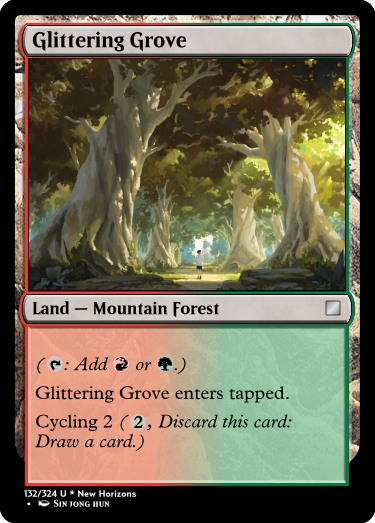 Glittering Grove
Land — Mountain Forest
( : Add or .)
Glittering Grove enters tapped.
Cycling 2 ( 2 , Discard this card:
Draw a card.)
132/324 U * New Horizons
• Sin Jong Hun